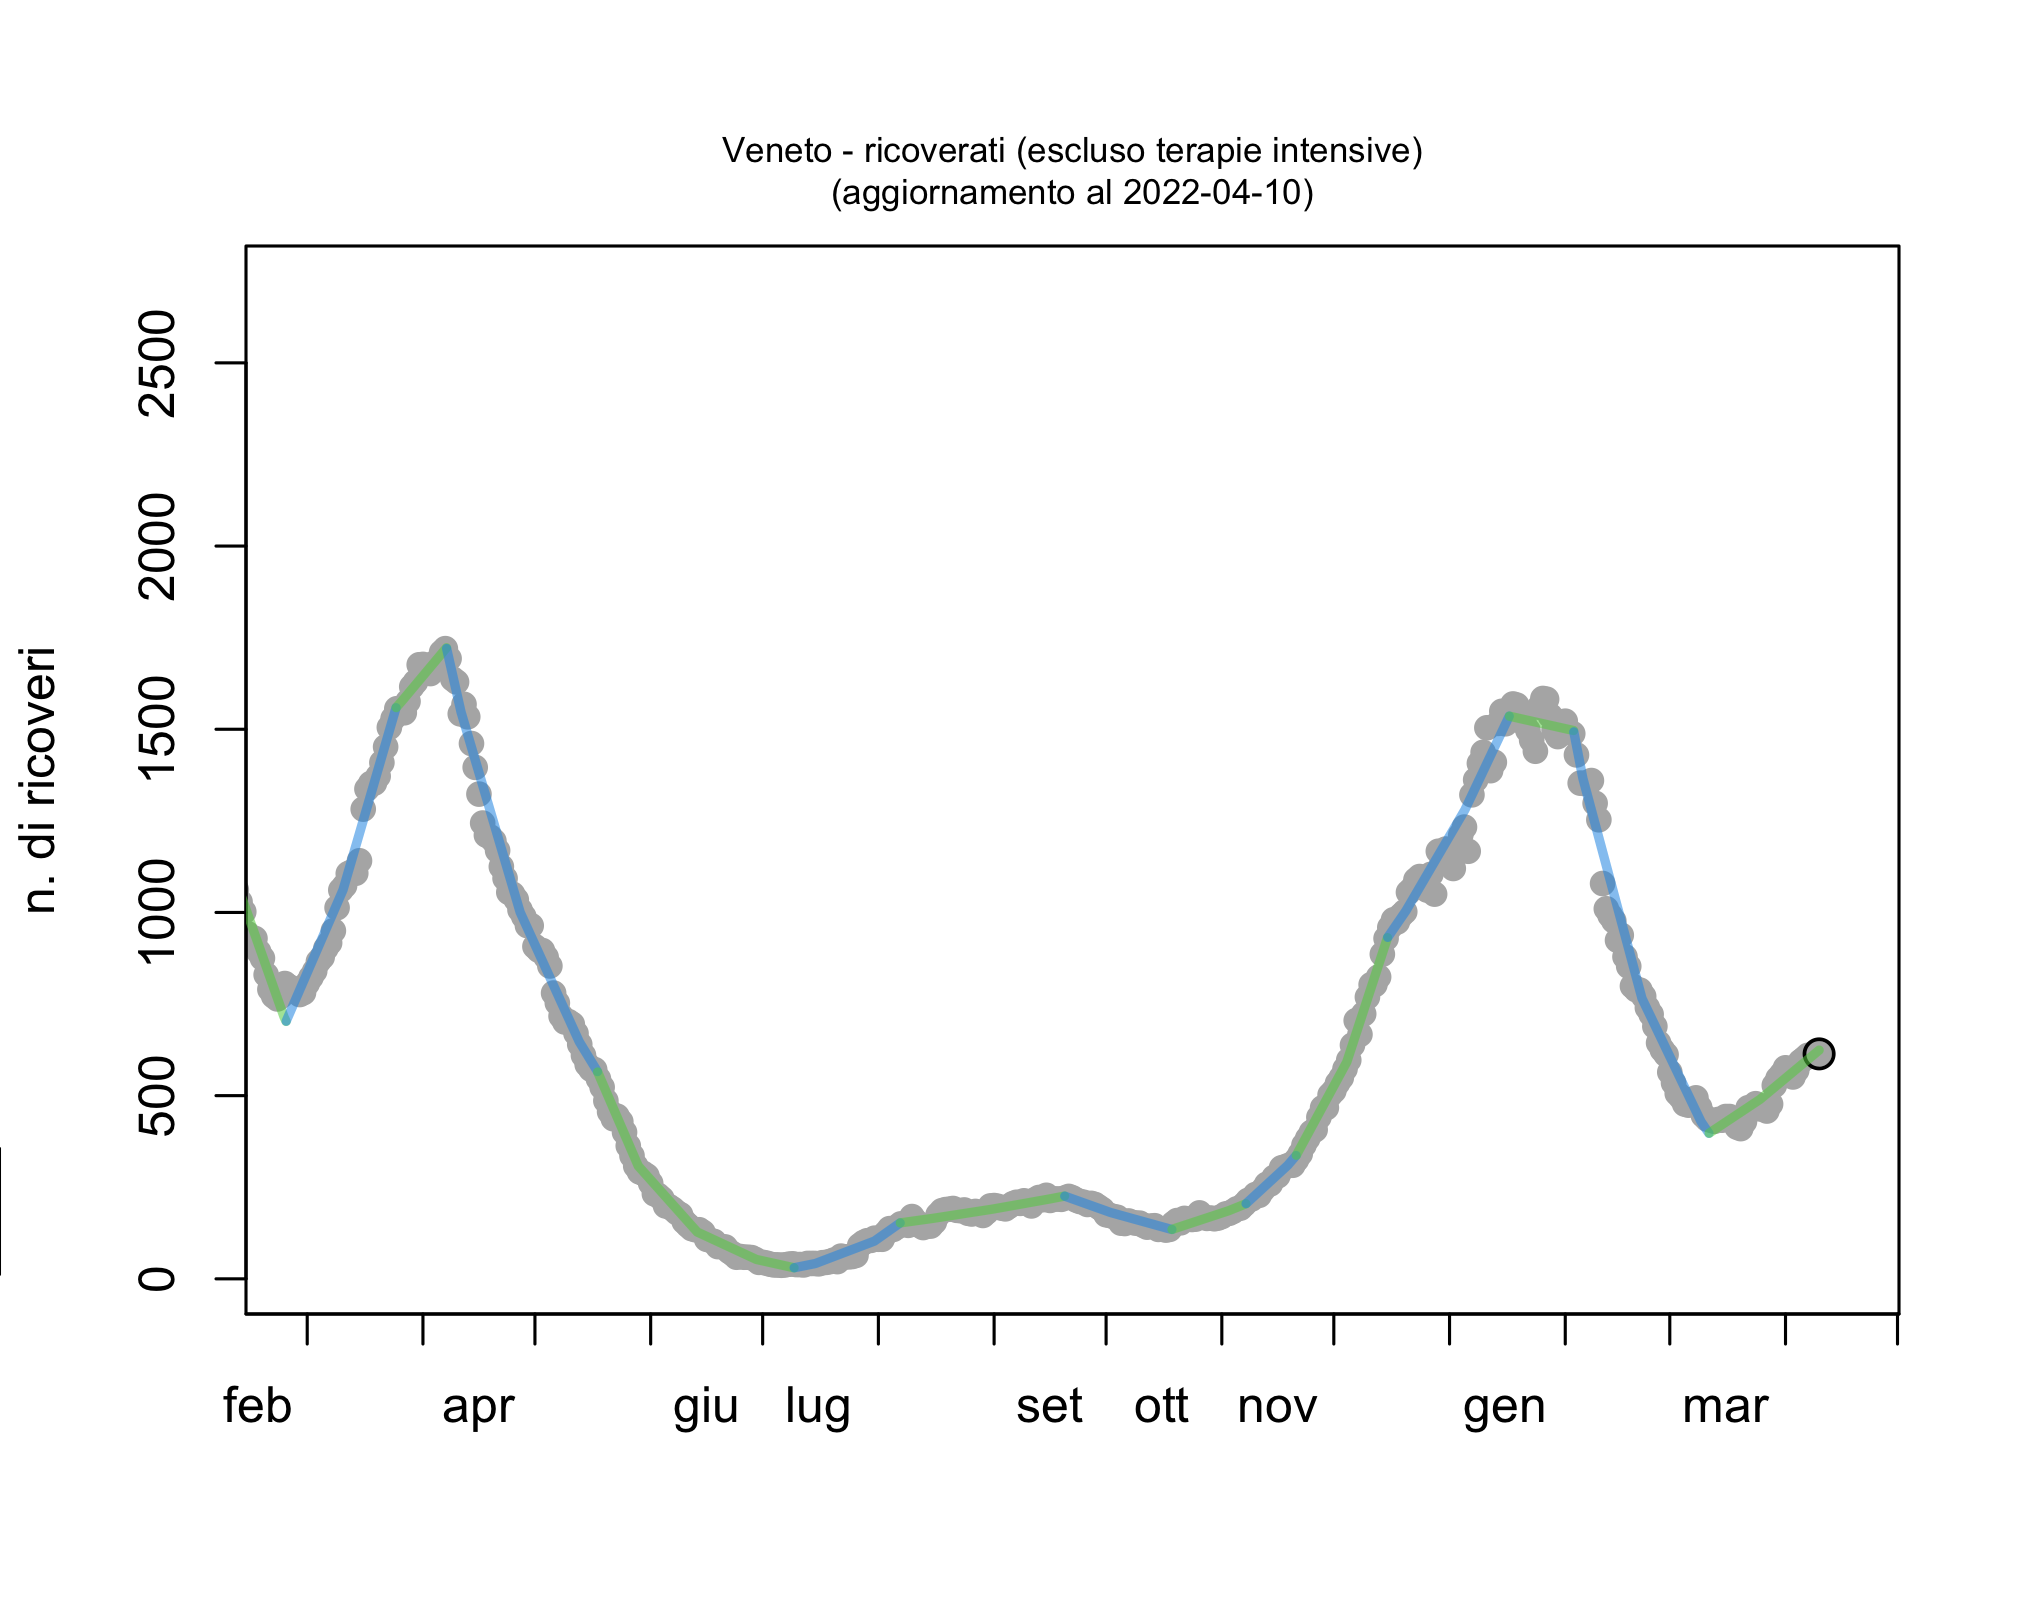 Veneto - ricoverati (escluso terapie intensive)
(aggiornamento al 2022-04-10)
n. di ricoveri
2500
2000
1500
1000
500
0
feb apr giu lug set ott nov gen mar